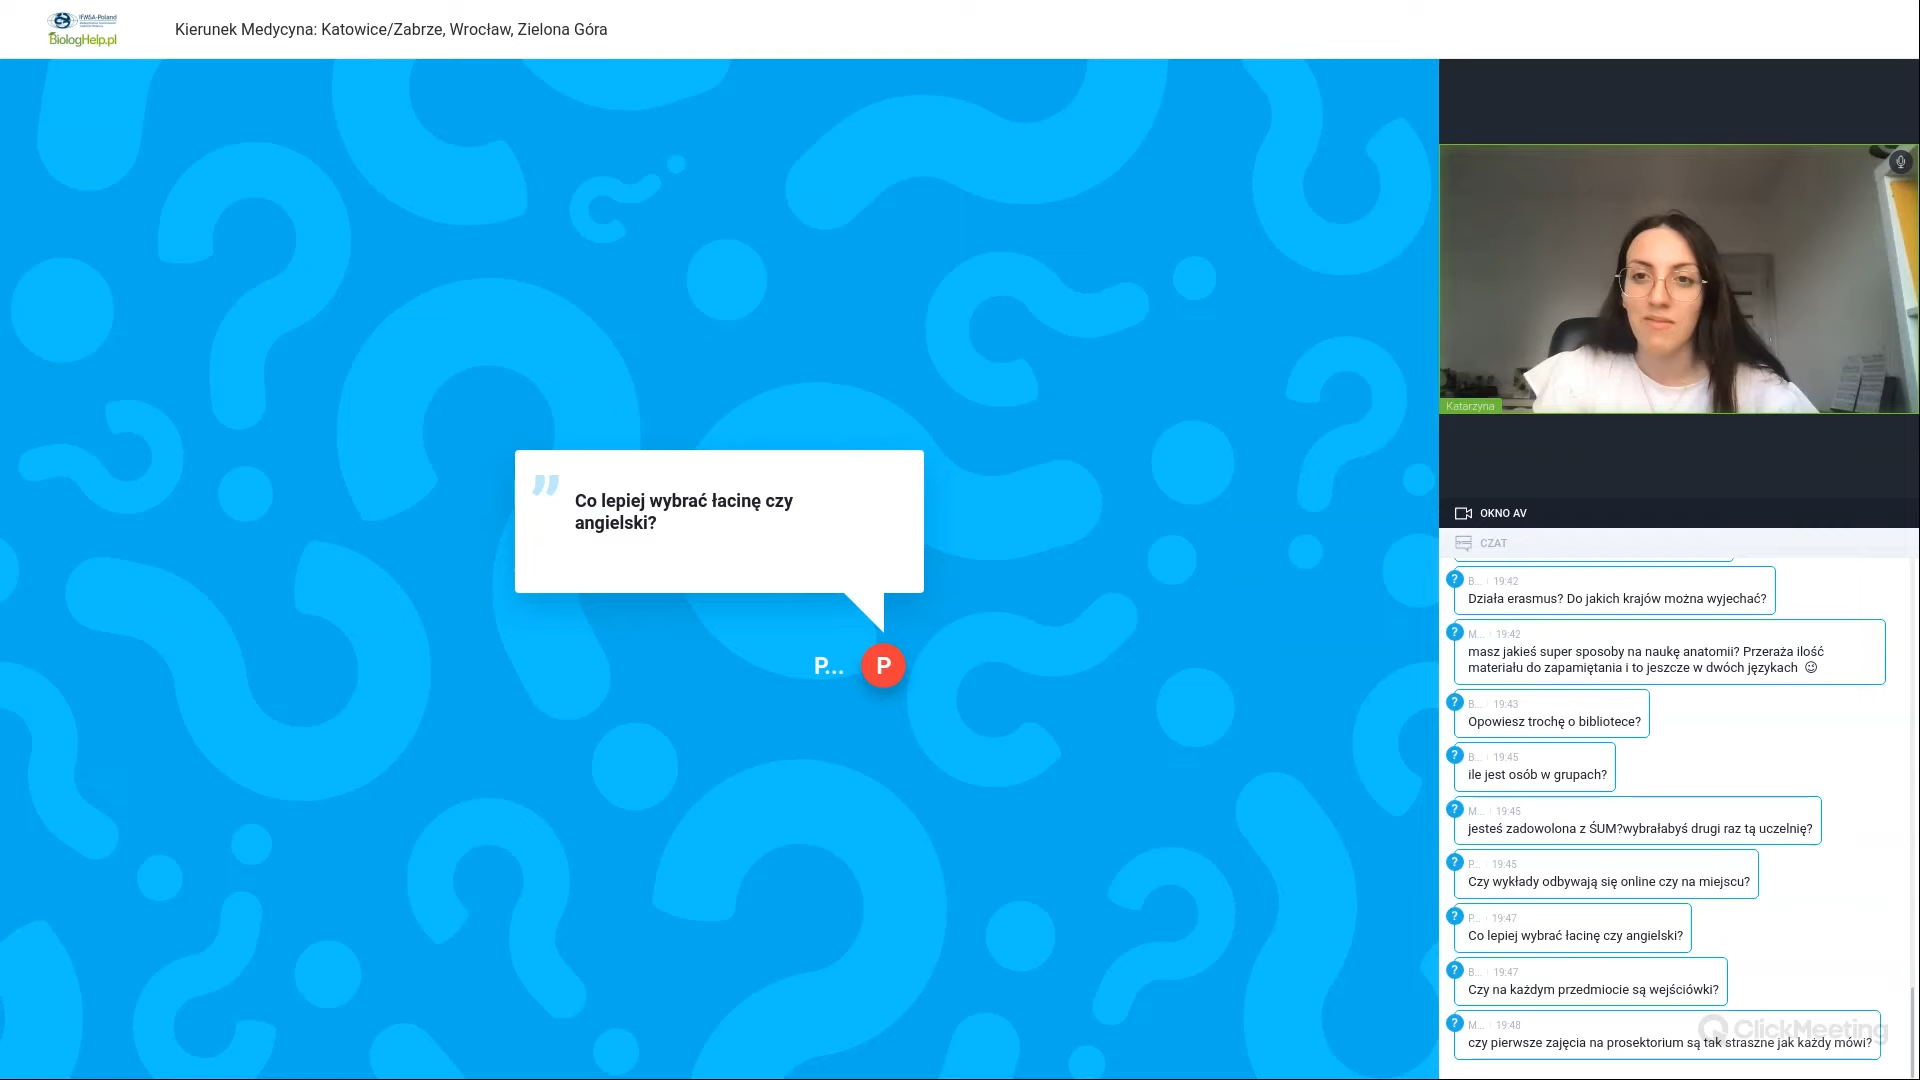 IFMSA-Poland
BiologHelp.pl
Kierunek Medycyna: Katowice/Zabrze, Wrocław, Zielona Góra
Co lepiej wybrać łacinę czy
angielski?
P...
P
Katarzyna
OKNO AV
CZAT
B... 19:42
Działa erasmus? Do jakich krajów można wyjechać?
M... 19:42
masz jakieś super sposoby na naukę anatomii? Przeraża ilość
materiału do zapamiętania i to jeszcze w dwóch językach 😉
B... 19:43
Opowiesz trochę o bibliotece?
B... 19:45
ile jest osób w grupach?
M... 19:45
jesteś zadowolona z ŚUM?wybrałabyś drugi raz tą uczelnię?
P... 19:45
Czy wykłady odbywają się online czy na miejscu?
P... 19:47
Co lepiej wybrać łacinę czy angielski?
B... 19:47
Czy na każdym przedmiocie są wejściówki?
M... 19:48
czy pierwsze zajęcia na prosektorium są tak straszne jak każdy mówi?
ClickMeeting